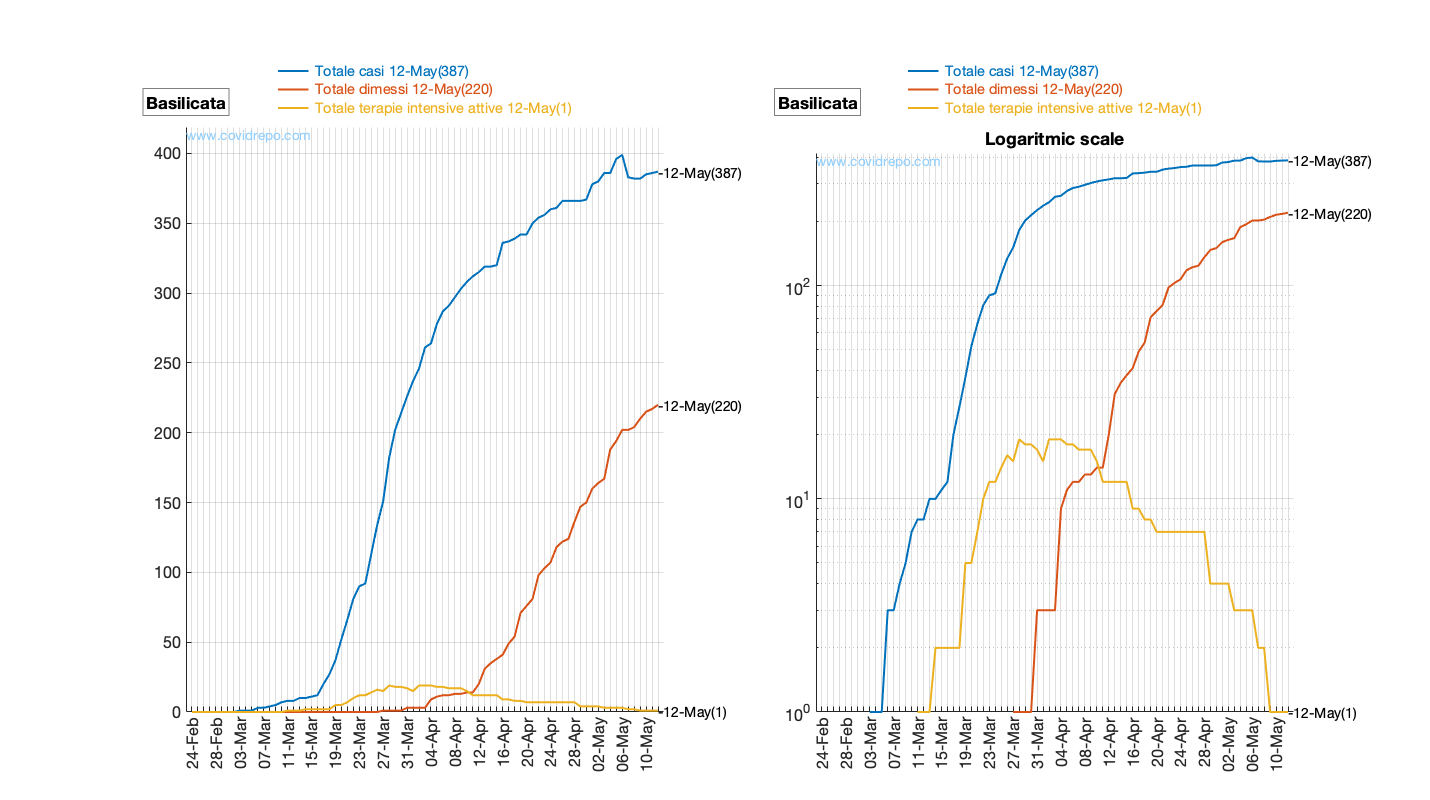 Totale casi 12-May(387)
Totale dimessi 12-May(220)
Totale terapie intensive attive 12-May(1)
Basilicata
www.covidrepo.com
400
350
300
250
200
150
100
50
0
-12-May(387)
-12-May(220)
-12-May(1)
24-Feb
28-Feb
03-Mar
07-Mar
11-Mar
15-Mar
19-Mar
23-Mar
27-Mar
31-Mar
04-Apr
08-Apr
12-Apr
16-Apr
20-Apr
24-Apr
28-Apr
02-May
06-May
10-May
Totale casi 12-May(387)
Totale dimessi 12-May(220)
Totale terapie intensive attive 12-May(1)
Basilicata
Logaritmic scale
www.covidrepo.com
10²
10¹
10⁰
-12-May(387)
-12-May(220)
-12-May(1)
24-Feb
28-Feb
03-Mar
07-Mar
11-Mar
15-Mar
19-Mar
23-Mar
27-Mar
31-Mar
04-Apr
08-Apr
12-Apr
16-Apr
20-Apr
24-Apr
28-Apr
02-May
06-May
10-May